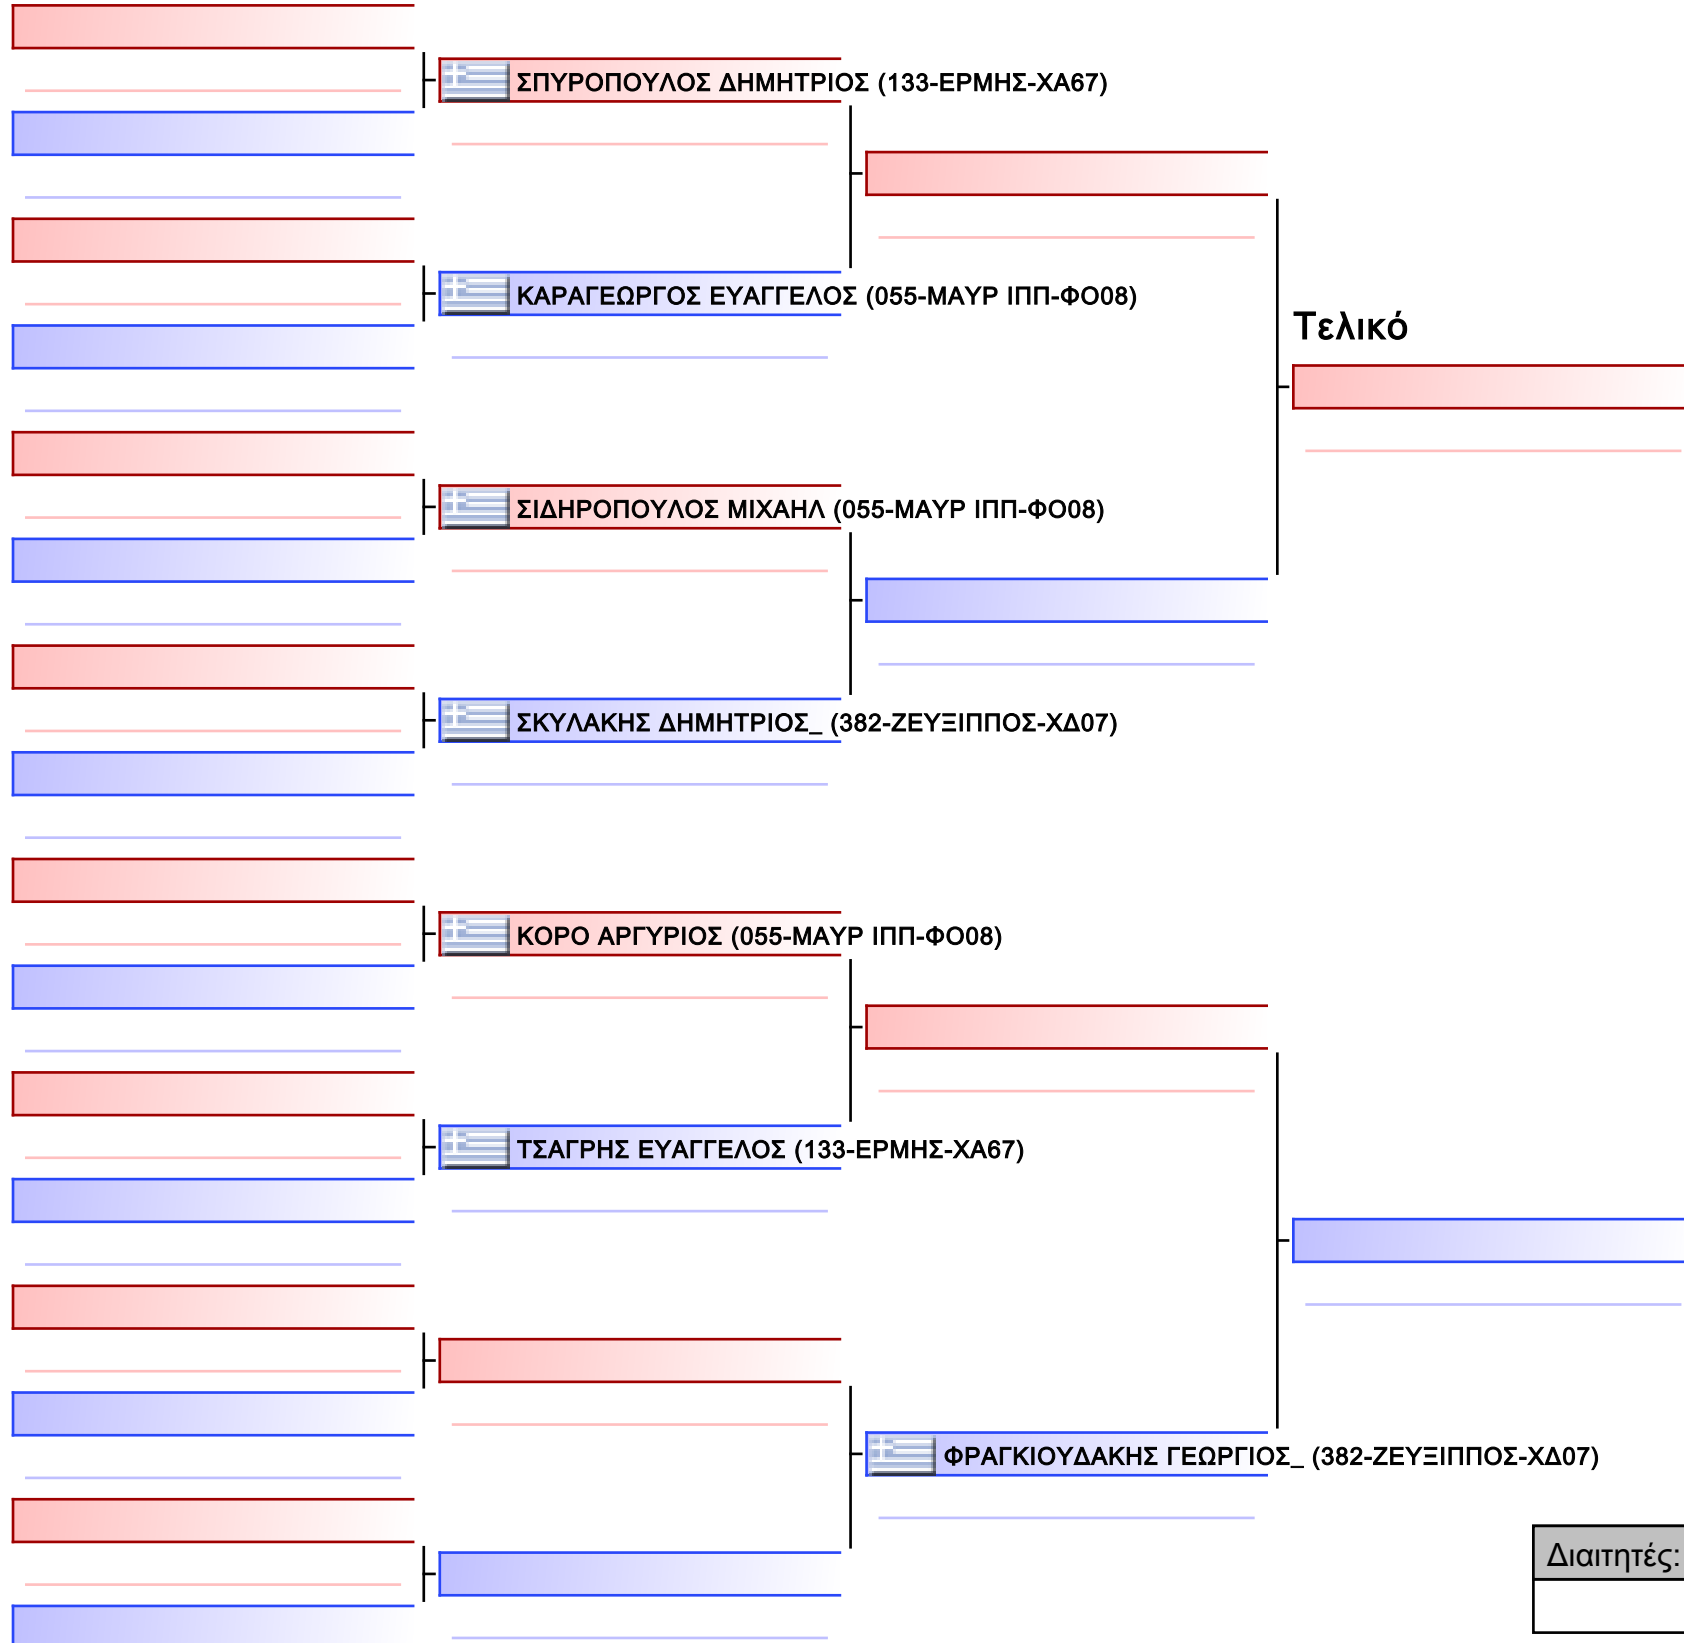 ΣΠΥΡΟΠΟΥΛΟΣ ΔΗΜΗΤΡΙΟΣ (133-ΕΡΜΗΣ-ΧΑ67)
ΚΑΡΑΓΕΩΡΓΟΣ ΕΥΑΓΓΕΛΟΣ (055-ΜΑΥΡ ΙΠΠ-ΦΟ08)
Τελικό
ΣΙΔΗΡΟΠΟΥΛΟΣ ΜΙΧΑΗΛ (055-ΜΑΥΡ ΙΠΠ-ΦΟ08)
ΣΚΥΛΑΚΗΣ ΔΗΜΗΤΡΙΟΣ_ (382-ΖΕΥΞΙΠΠΟΣ-ΧΔ07)
ΚΟΡΟ ΑΡΓΥΡΙΟΣ (055-ΜΑΥΡ ΙΠΠ-ΦΟ08)
ΤΣΑΓΡΗΣ ΕΥΑΓΓΕΛΟΣ (133-ΕΡΜΗΣ-ΧΑ67)
ΦΡΑΓΚΙΟΥΔΑΚΗΣ ΓΕΩΡΓΙΟΣ_ (382-ΖΕΥΞΙΠΠΟΣ-ΧΔ07)
Διαιτητές: